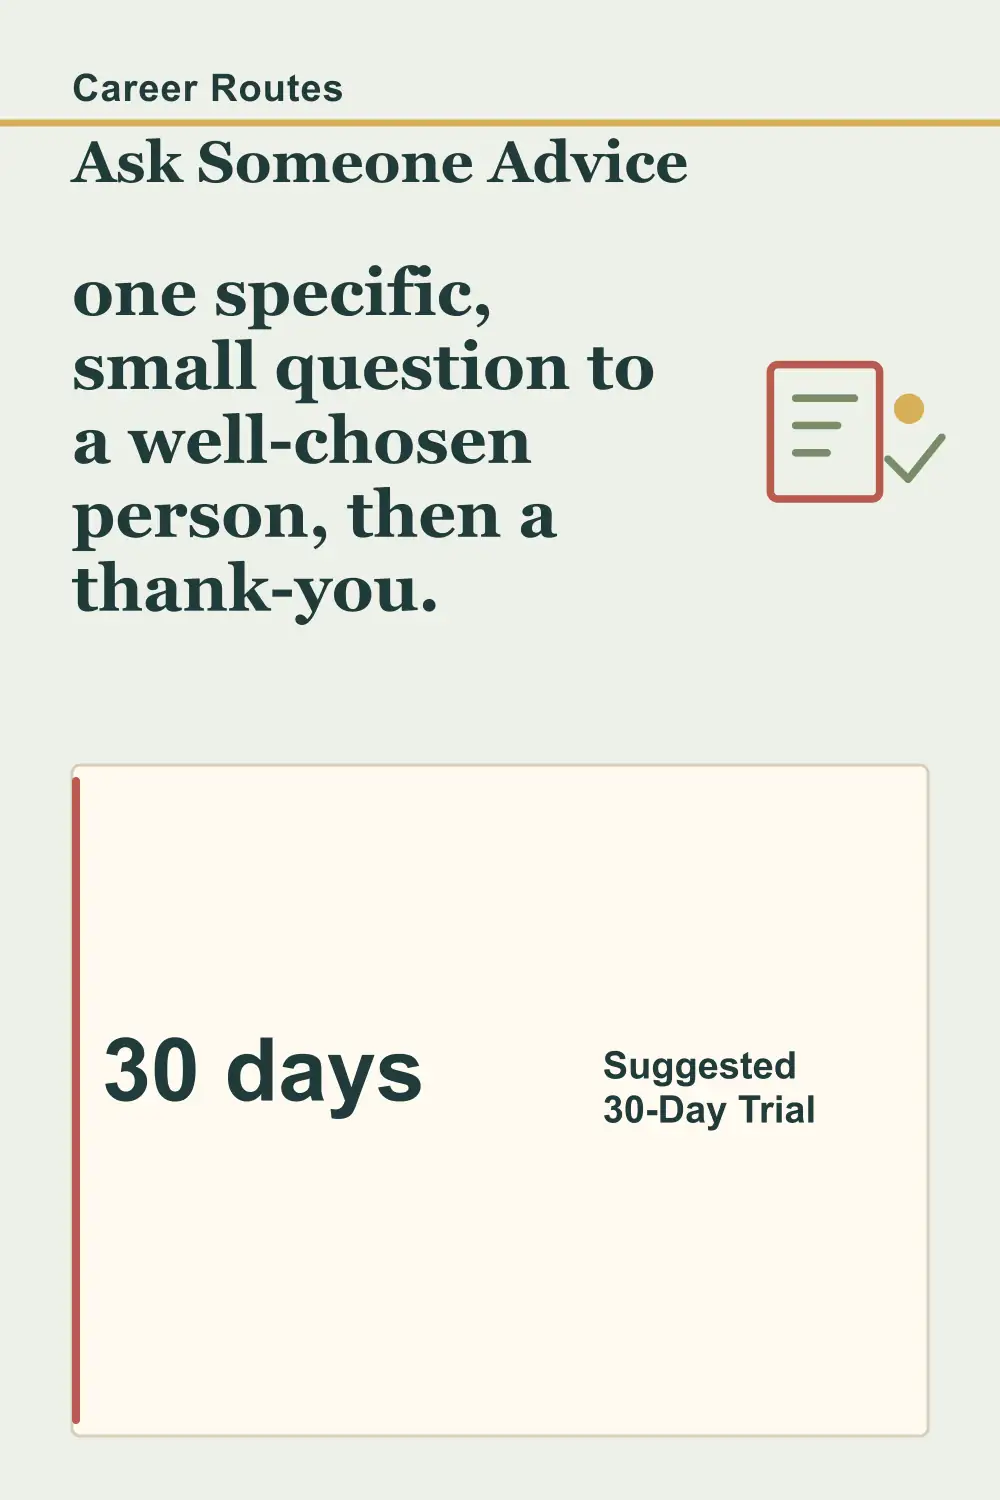 Career Routes
Ask Someone Advice
one specific,
small question to
a well-chosen
person, then a
thank-you.
30 days
Suggested
30-Day Trial